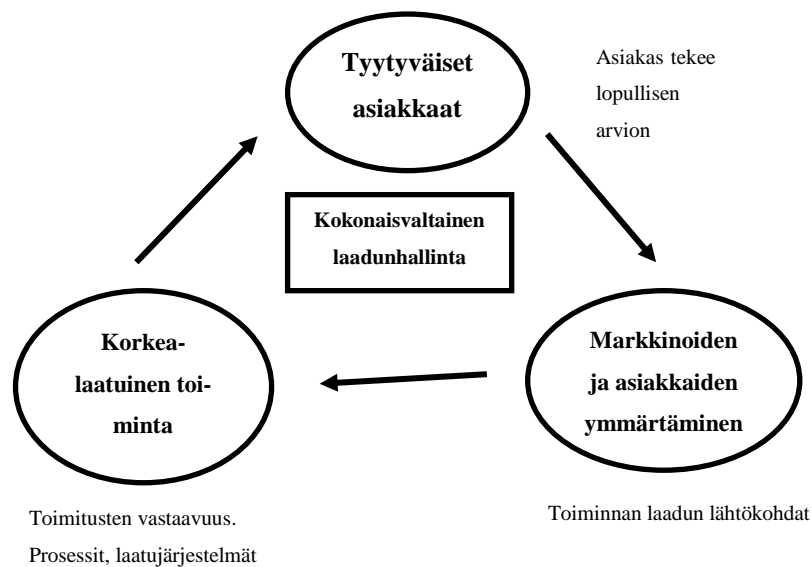 Tyytyväiset
asiakkaat
Asiakas tekee
lopullisen
arvion
Kokonaisvaltainen
laadunhallinta
Korkea-
laatuinen toi-
minta
Markkinoiden
ja asiakkaiden
ymmärtäminen
Toimitusten vastaavuus.
Prosessit, laatujärjestelmät
Toiminnan laadun lähtökohdat